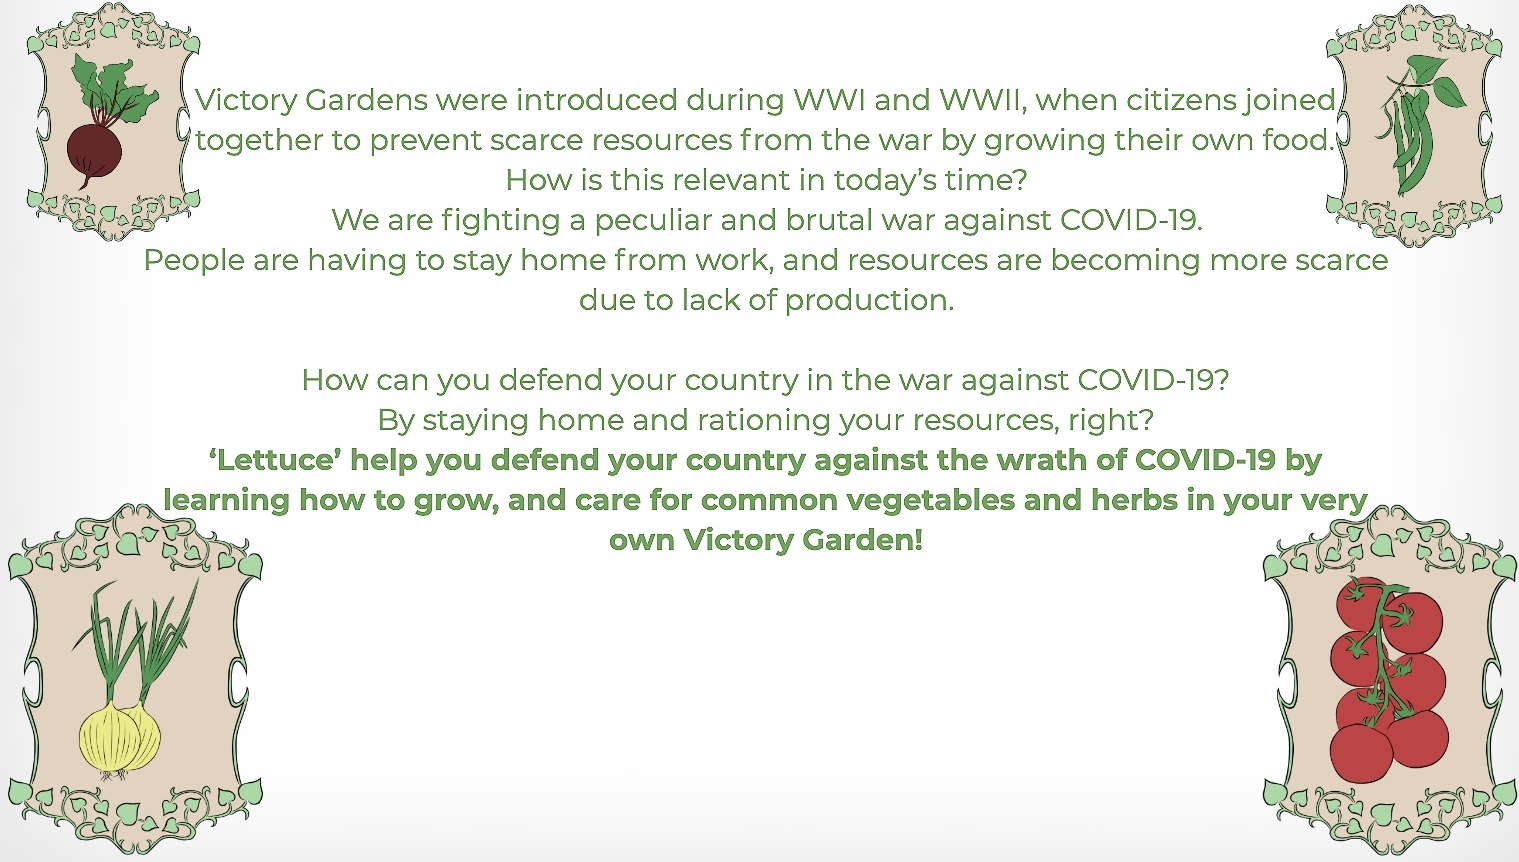 Victory Gardens were introduced during WWI and WWII, when citizens joined
together to prevent scarce resources from the war by growing their own food.
How is this relevant in today’s time?
We are fighting a peculiar and brutal war against COVID-19.
People are having to stay home from work, and resources are becoming more scarce
due to lack of production.
How can you defend your country in the war against COVID-19?
By staying home and rationing your resources, right?
‘Lettuce’ help you defend your country against the wrath of COVID-19 by
learning how to grow, and care for common vegetables and herbs in your very
own Victory Garden!